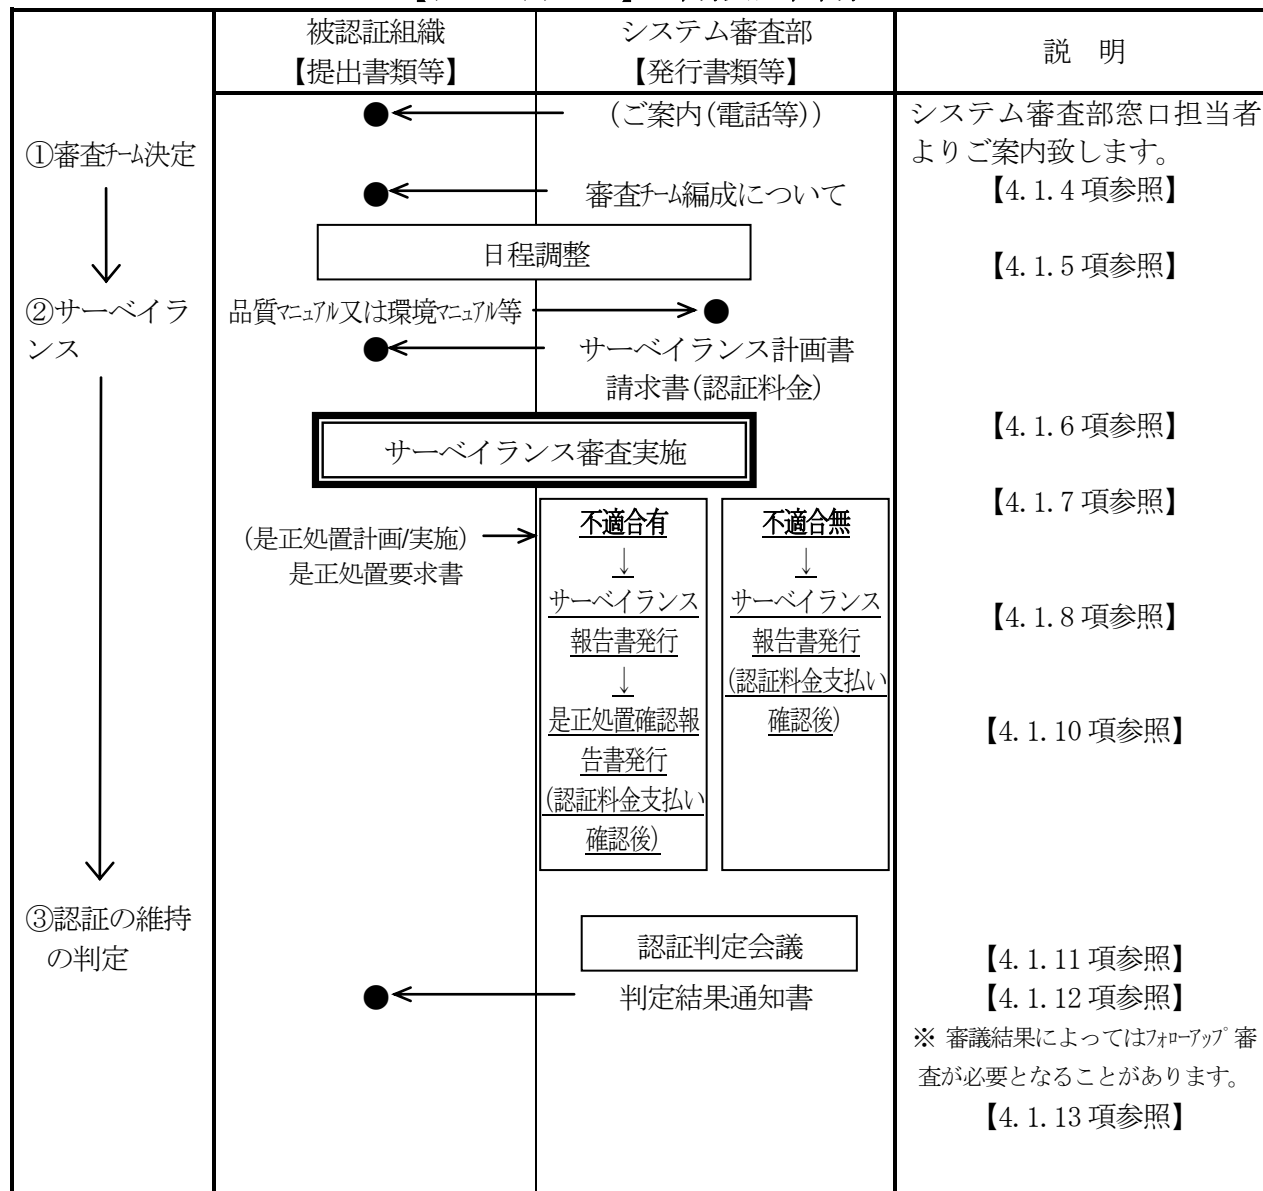 被認証組織
【提出書類等】
システム審査部
【発行書類等】
説 明
①審査ﾁｰﾑ決定
(ご案内(電話等))
システム審査部窓口担当者
よりご案内致します。
審査ﾁｰﾑ編成について
【4.1.4 項参照】
日程調整
【4.1.5 項参照】
②サーベイラ
ンス
品質ﾏﾆｭｱﾙ又は環境ﾏﾆｭｱﾙ等
サーベイランス計画書
請求書(認証料金)
サーベイランス審査実施
【4.1.6 項参照】
【4.1.7 項参照】
(是正処置計画/実施)
是正処置要求書
不適合有
↓
サーベイランス
報告書発行
↓
是正処置確認報
告書発行
(認証料金支払い
確認後)
不適合無
↓
サーベイランス
報告書発行
(認証料金支払い
確認後)
【4.1.8 項参照】
【4.1.10 項参照】
③認証の維持
の判定
認証判定会議
【4.1.11 項参照】
判定結果通知書
【4.1.12 項参照】
※ 審議結果によってはﾌｫﾛｰｱｯﾌﾟ審
査が必要となることがあります。
【4.1.13 項参照】